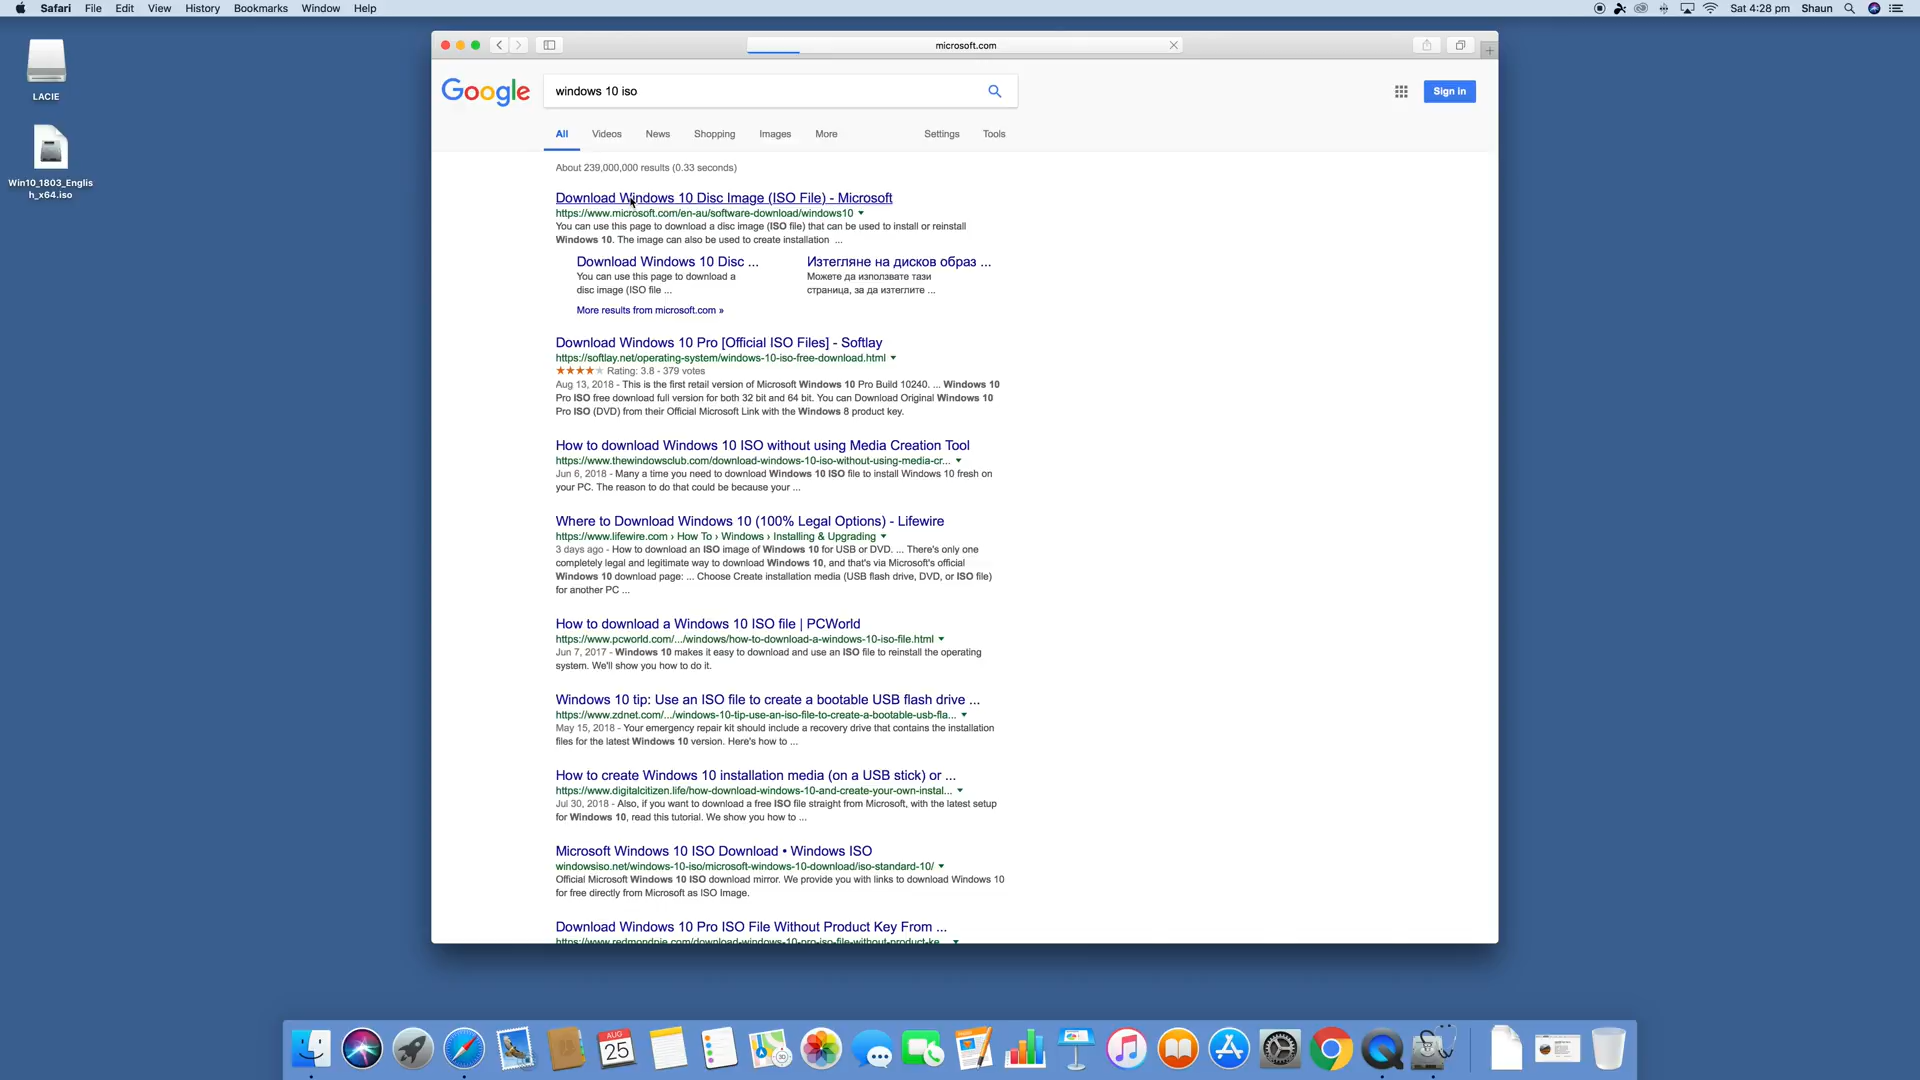 Safari File Edit View History Bookmarks Window Help
Sat 4:28 pm Shaun
LACIE
Win10_1803_Englis
h_x64.iso
microsoft.com
Google
windows 10 iso
Sign in
All Videos News Shopping Images More Settings Tools
About 239,000,000 results (0.33 seconds)
Download Windows 10 Disc Image (ISO File) - Microsoft
https://www.microsoft.com/en-au/software-download/windows10
You can use this page to download a disc image (ISO file) that can be used to install or reinstall
Windows 10. The image can also be used to create installation ...
Download Windows 10 Disc ...
You can use this page to download a
disc image (ISO file ...
Изтегляне на дисков образ ...
Можете да използвате тази
страница, за да изтеглите ...
More results from microsoft.com »
Download Windows 10 Pro [Official ISO Files] - Softlay
https://softlay.net/operating-system/windows-10-iso-free-download.html
Rating: 3.8 - 379 votes
Aug 13, 2018 - This is the first retail version of Microsoft Windows 10 Pro Build 10240. ... Windows 10
Pro ISO free download full version for both 32 bit and 64 bit. You can Download Original Windows 10
Pro ISO (DVD) from their Official Microsoft Link with the Windows 8 product key.
How to download Windows 10 ISO without using Media Creation Tool
https://www.thewindowsclub.com/download-windows-10-iso-without-using-media-cr...
Jun 6, 2018 - Many a time you need to download Windows 10 ISO file to install Windows 10 fresh on
your PC. The reason to do that could be because your ...
Where to Download Windows 10 (100% Legal Options) - Lifewire
https://www.lifewire.com › How To › Windows › Installing & Upgrading
3 days ago - How to download an ISO image of Windows 10 for USB or DVD. ... There's only one
completely legal and legitimate way to download Windows 10, and that's via Microsoft's official
Windows 10 download page: ... Choose Create installation media (USB flash drive, DVD, or ISO file)
for another PC ...
How to download a Windows 10 ISO file | PCWorld
https://www.pcworld.com/.../windows/how-to-download-a-windows-10-iso-file.html
Jun 7, 2017 - Windows 10 makes it easy to download and use an ISO file to reinstall the operating
system. We'll show you how to do it.
Windows 10 tip: Use an ISO file to create a bootable USB flash drive ...
https://www.zdnet.com/.../windows-10-tip-use-an-iso-file-to-create-a-bootable-usb-fla...
May 15, 2018 - Your emergency repair kit should include a recovery drive that contains the installation
files for the latest Windows 10 version. Here's how to ...
How to create Windows 10 installation media (on a USB stick) or ...
https://www.digitalcitizen.life/how-download-windows-10-and-create-your-own-instal...
Jul 30, 2018 - Also, if you want to download a free ISO file straight from Microsoft, with the latest setup
for Windows 10, read this tutorial. We show you how to ...
Microsoft Windows 10 ISO Download • Windows ISO
windowsiso.net/windows-10-iso/microsoft-windows-10-download/iso-standard-10/
Official Microsoft Windows 10 ISO download mirror. We provide you with links to download Windows 10
for free directly from Microsoft as ISO Image.
Download Windows 10 Pro ISO File Without Product Key From ...
https://www.redmondpie.com/download-windows-10-pro-iso-file-without-product-ke...
AUG
25
3D